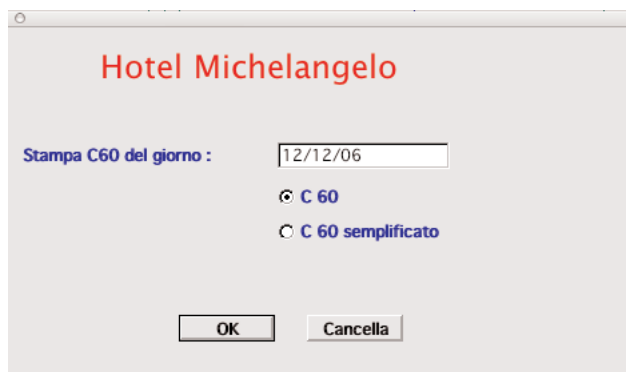 Hotel Michelangelo
Stampa C60 del giorno : 12/12/06
C 60
C 60 semplificato
OK Cancella